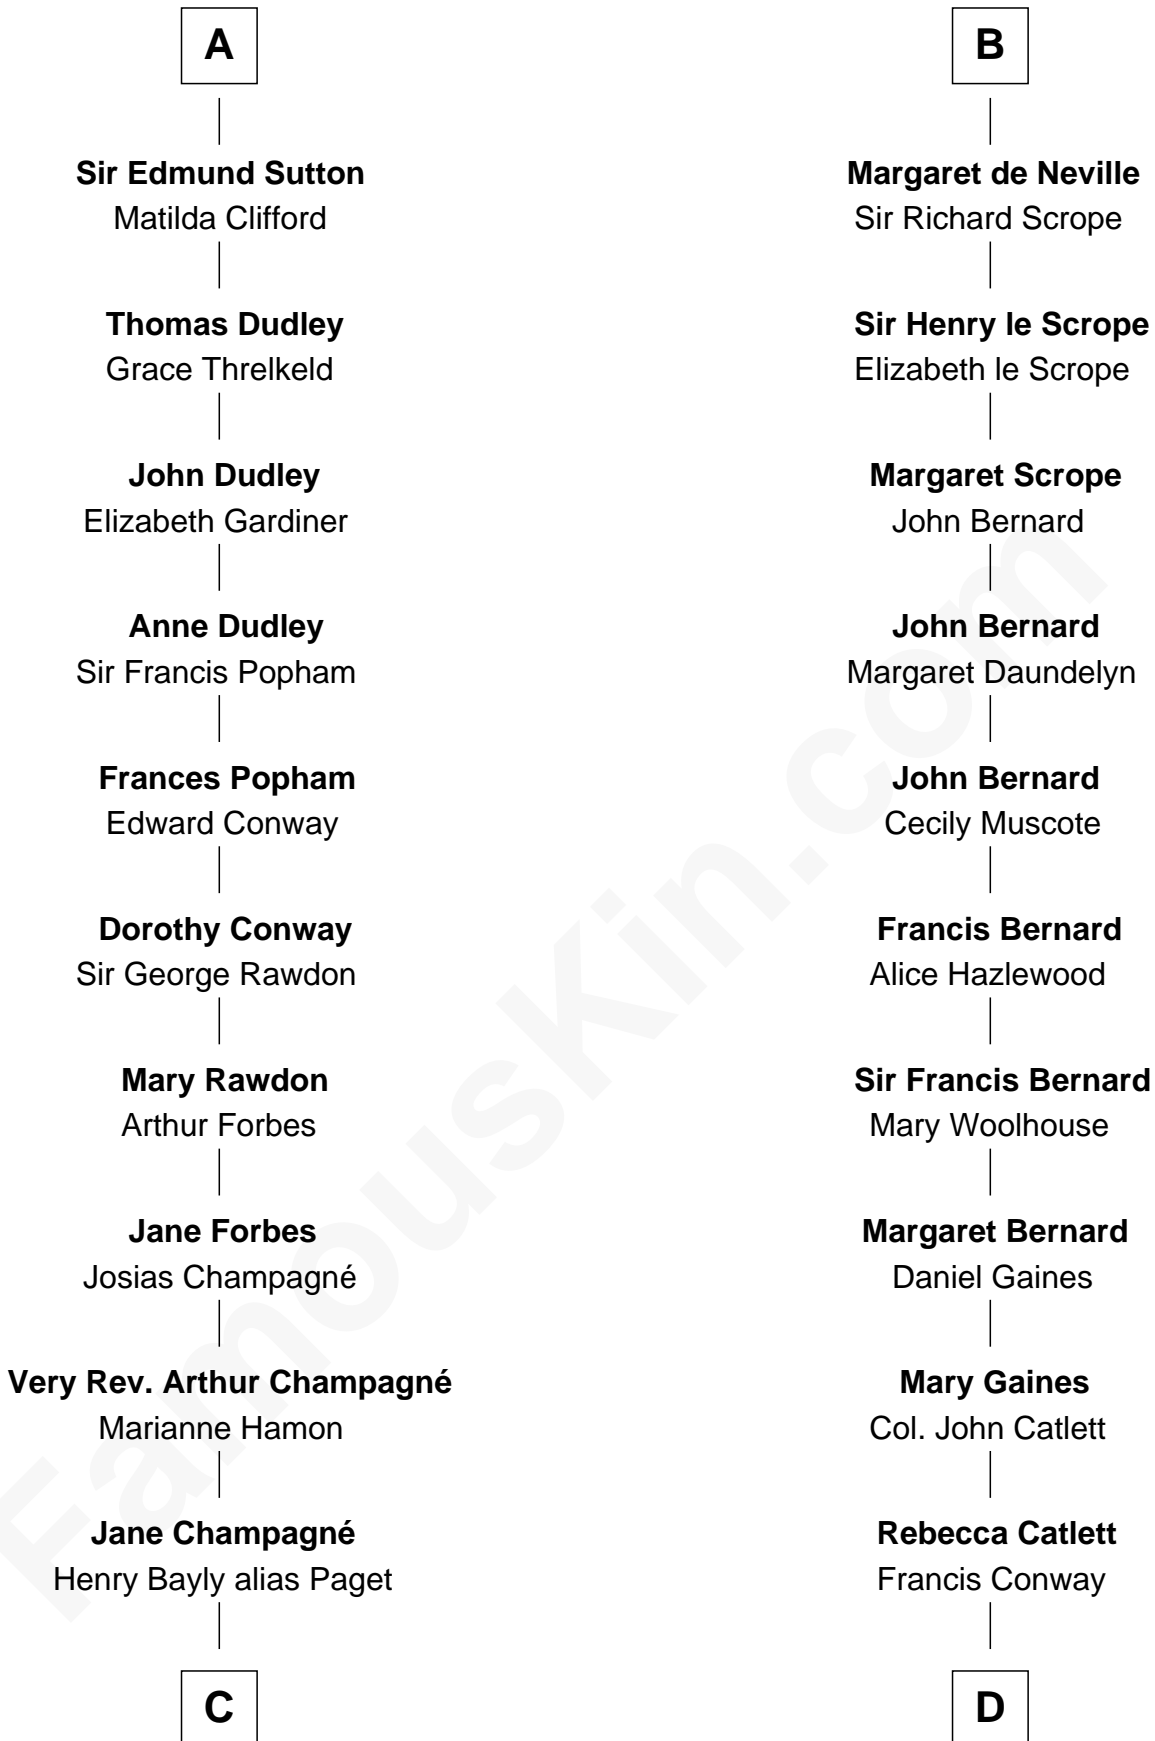 A
Sir Edmund Sutton
Matilda Clifford
Thomas Dudley
Grace Threlkeld
John Dudley
Elizabeth Gardiner
Anne Dudley
Sir Francis Popham
Frances Popham
Edward Conway
Dorothy Conway
Sir George Rawdon
Mary Rawdon
Arthur Forbes
Jane Forbes
Josias Champagné
Very Rev. Arthur Champagné
Marianne Hamon
Jane Champagné
Henry Bayly alias Paget
C
B
Margaret de Neville
Sir Richard Scrope
Sir Henry le Scrope
Elizabeth le Scrope
Margaret Scrope
John Bernard
John Bernard
Margaret Daundelyn
John Bernard
Cecily Muscote
Francis Bernard
Alice Hazlewood
Sir Francis Bernard
Mary Woolhouse
Margaret Bernard
Daniel Gaines
Mary Gaines
Col. John Catlett
Rebecca Catlett
Francis Conway
D
FamousKin.com